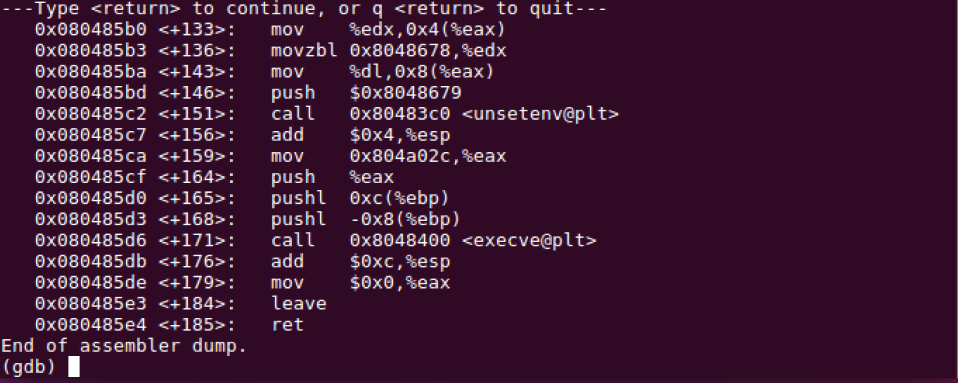 ---Type <return> to continue, or q <return> to quit---
   0x080485b0 <+133>:	mov    %edx,0x4(%eax)
   0x080485b3 <+136>:	movzbl 0x8048678,%edx
   0x080485ba <+143>:	mov    %dl,0x8(%eax)
   0x080485bd <+146>:	push   $0x8048679
   0x080485c2 <+151>:	call   0x80483c0 <unsetenv@plt>
   0x080485c7 <+156>:	add    $0x4,%esp
   0x080485ca <+159>:	mov    0x804a02c,%eax
   0x080485cf <+164>:	push   %eax
   0x080485d0 <+165>:	pushl  0xc(%ebp)
   0x080485d3 <+168>:	pushl  -0x8(%ebp)
   0x080485d6 <+171>:	call   0x8048400 <execve@plt>
   0x080485db <+176>:	add    $0xc,%esp
   0x080485de <+179>:	mov    $0x0,%eax
   0x080485e3 <+184>:	leave
   0x080485e4 <+185>:	ret
End of assembler dump.
(gdb)